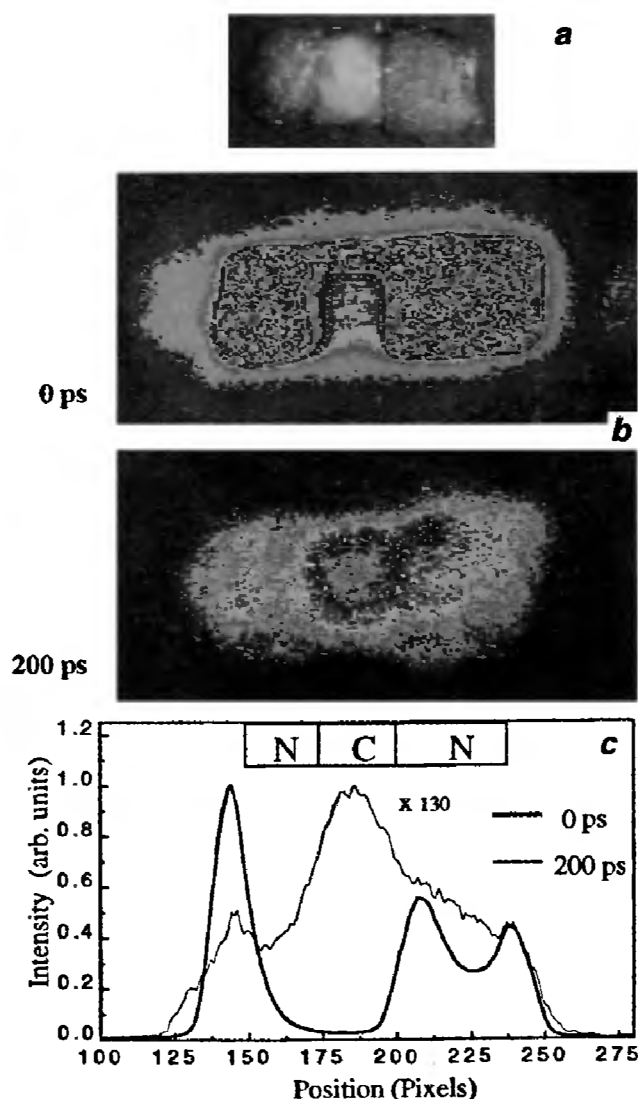 a
0 ps
b
200 ps
1.2
1.0
0.8
0.6
0.4
0.2
0.0
Intensity (arb. units)
N
C
N
c
X 130
0 ps
200 ps
100
125
150
175
200
225
250
275
Position (Pixels)